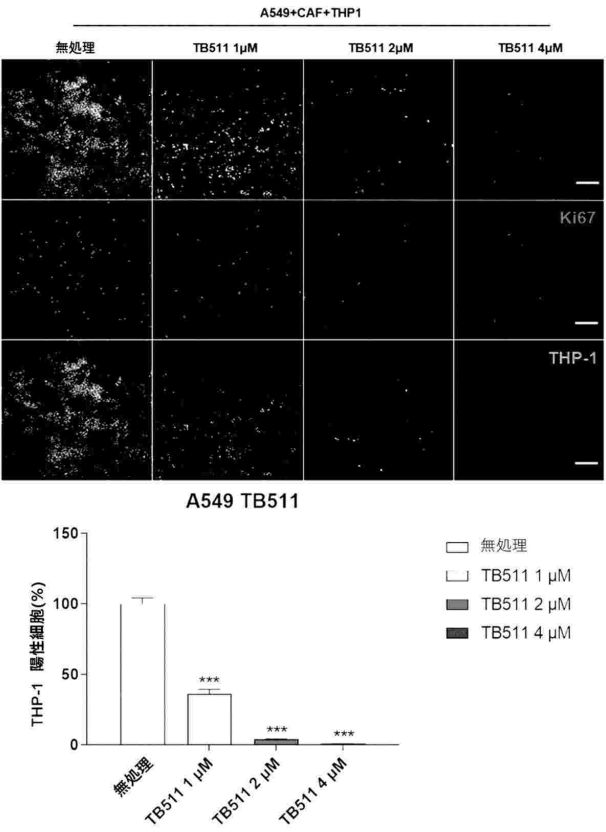 A549+CAF+THP1
無処理 TB511 1μM TB511 2μM TB511 4μM
Ki67
THP-1
A549 TB511
THP-1 陽性細胞(%)
150
100
50
0
***
***
***
無処理
TB511 1 μM
TB511 2 μM
TB511 4 μM
無処理
TB511 1 μM
TB511 2 μM
TB511 4 μM